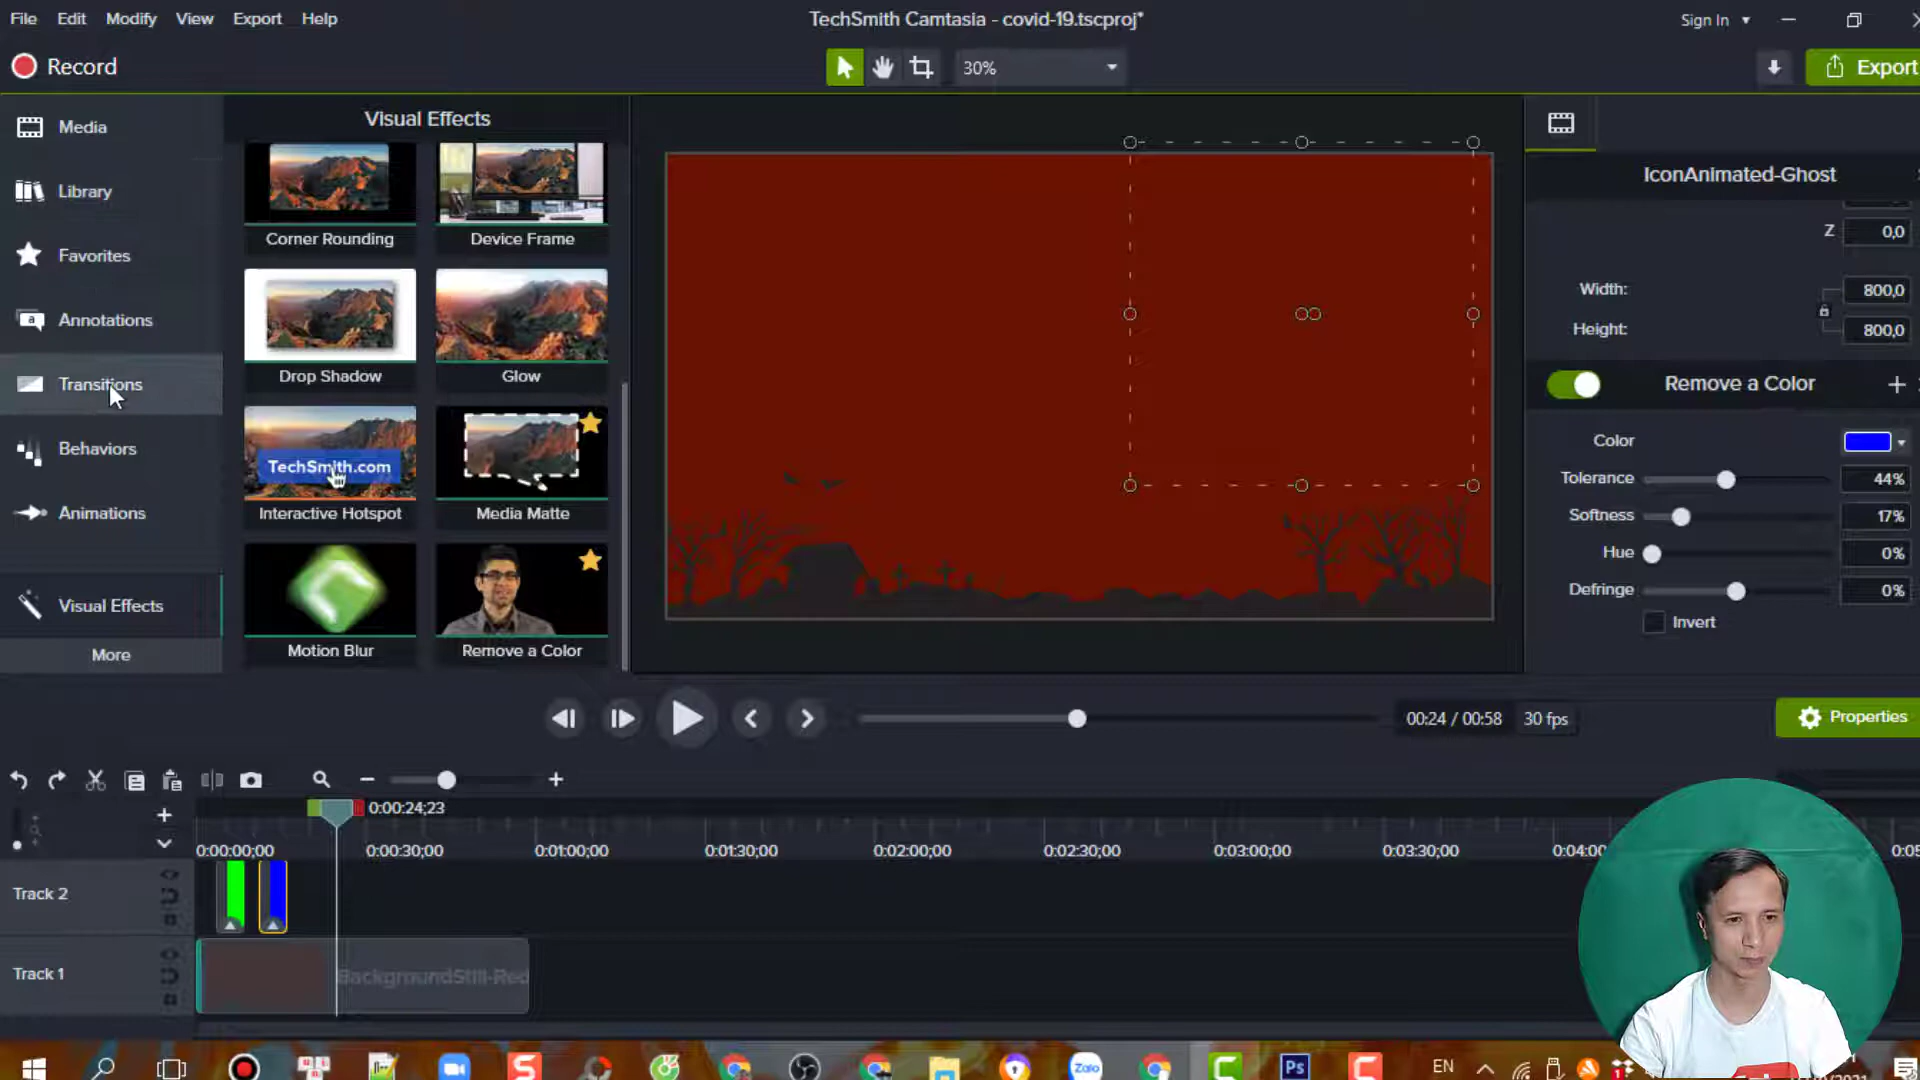 File Edit Modify View Export Help
TechSmith Camtasia - covid-19.tscproj*
Sign In
Record
30%
Export
Media
Library
Favorites
Annotations
Transitions
Behaviors
Animations
Visual Effects
More
Visual Effects
Corner Rounding
Device Frame
Drop Shadow
Glow
TechSmith.com
Interactive Hotspot
Media Matte
Motion Blur
Remove a Color
IconAnimated-Ghost
Z 0,0
Width: 800,0
Height: 800,0
Remove a Color
Color
Tolerance 44%
Softness 17%
Hue 0%
Defringe 0%
Invert
00:24 / 00:58 30 fps
Properties
0:00:24;23
0:00:00;00 0:00:30;00 0:01:00;00 0:01:30;00 0:02:00;00 0:02:30;00 0:03:00;00 0:03:30;00
Track 2
Track 1
BackgroundStill-Red
Zalo
Ps
EN